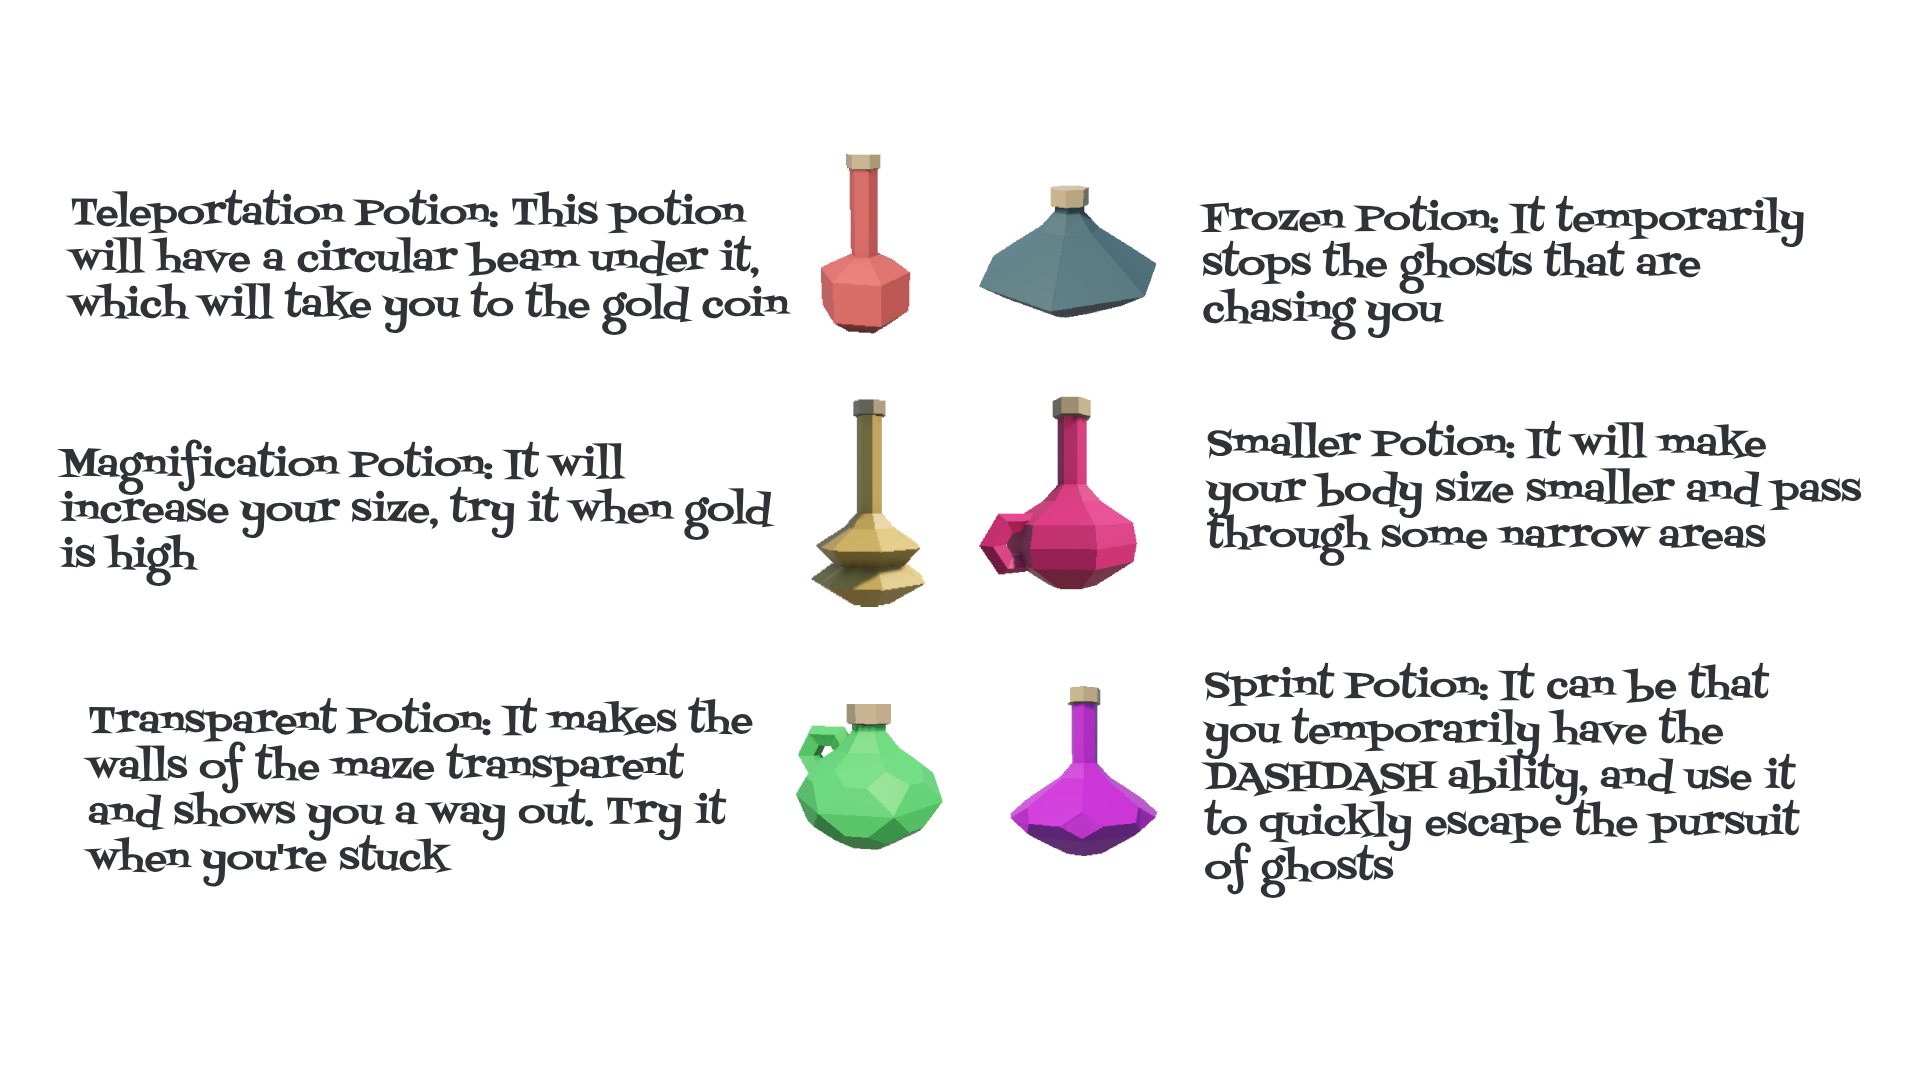 Teleportation Potion: This potion
will have a circular beam under it,
which will take you to the gold coin
Frozen Potion: It temporarily
stops the ghosts that are
chasing you
Magnification Potion: It will
increase your size, try it when gold
is high
Smaller Potion: It will make
your body size smaller and pass
through some narrow areas
Transparent Potion: It makes the
walls of the maze transparent
and shows you a way out. Try it
when you're stuck
Sprint Potion: It can be that
you temporarily have the
DASHDASH ability, and use it
to quickly escape the pursuit
of ghosts